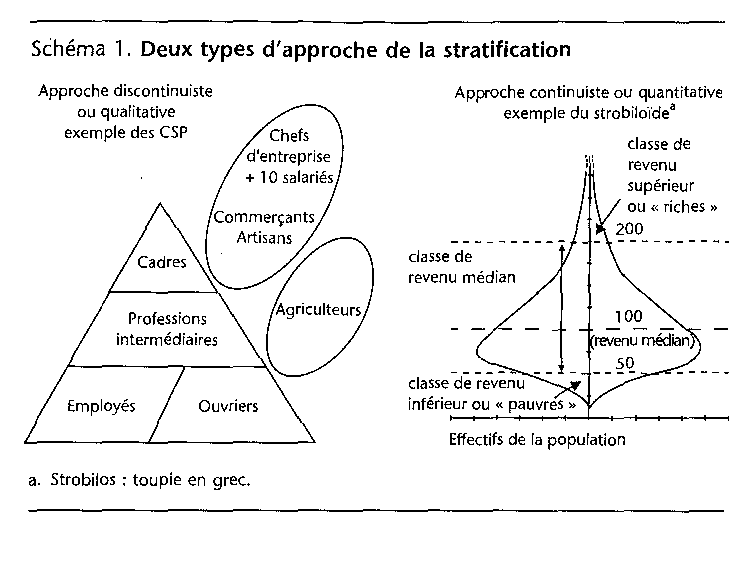 Schéma 1. Deux types d'approche de la stratification
Approche discontinuiste
ou qualitative
exemple des CSP
Chefs
d'entreprise
+ 10 salariés
Commerçants
Artisans
Agriculteurs
Cadres
Professions
intermédiaires
Employés
Ouvriers
Approche continuiste ou quantitative
exemple du strobiloïdeª
classe de
revenu
supérieur
ou « riches »
200
classe de
revenu médian
100
(revenu médian)
50
classe de revenu
inférieur ou « pauvres »
Effectifs de la population
a. Strobilos : toupie en grec.